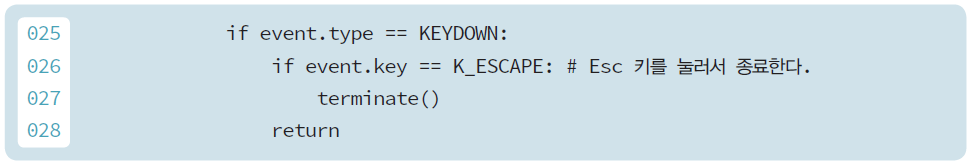 025             if event.type == KEYDOWN:
026                 if event.key == K_ESCAPE: # Esc 키를 눌러서 종료한다.
027                     terminate()
028                 return